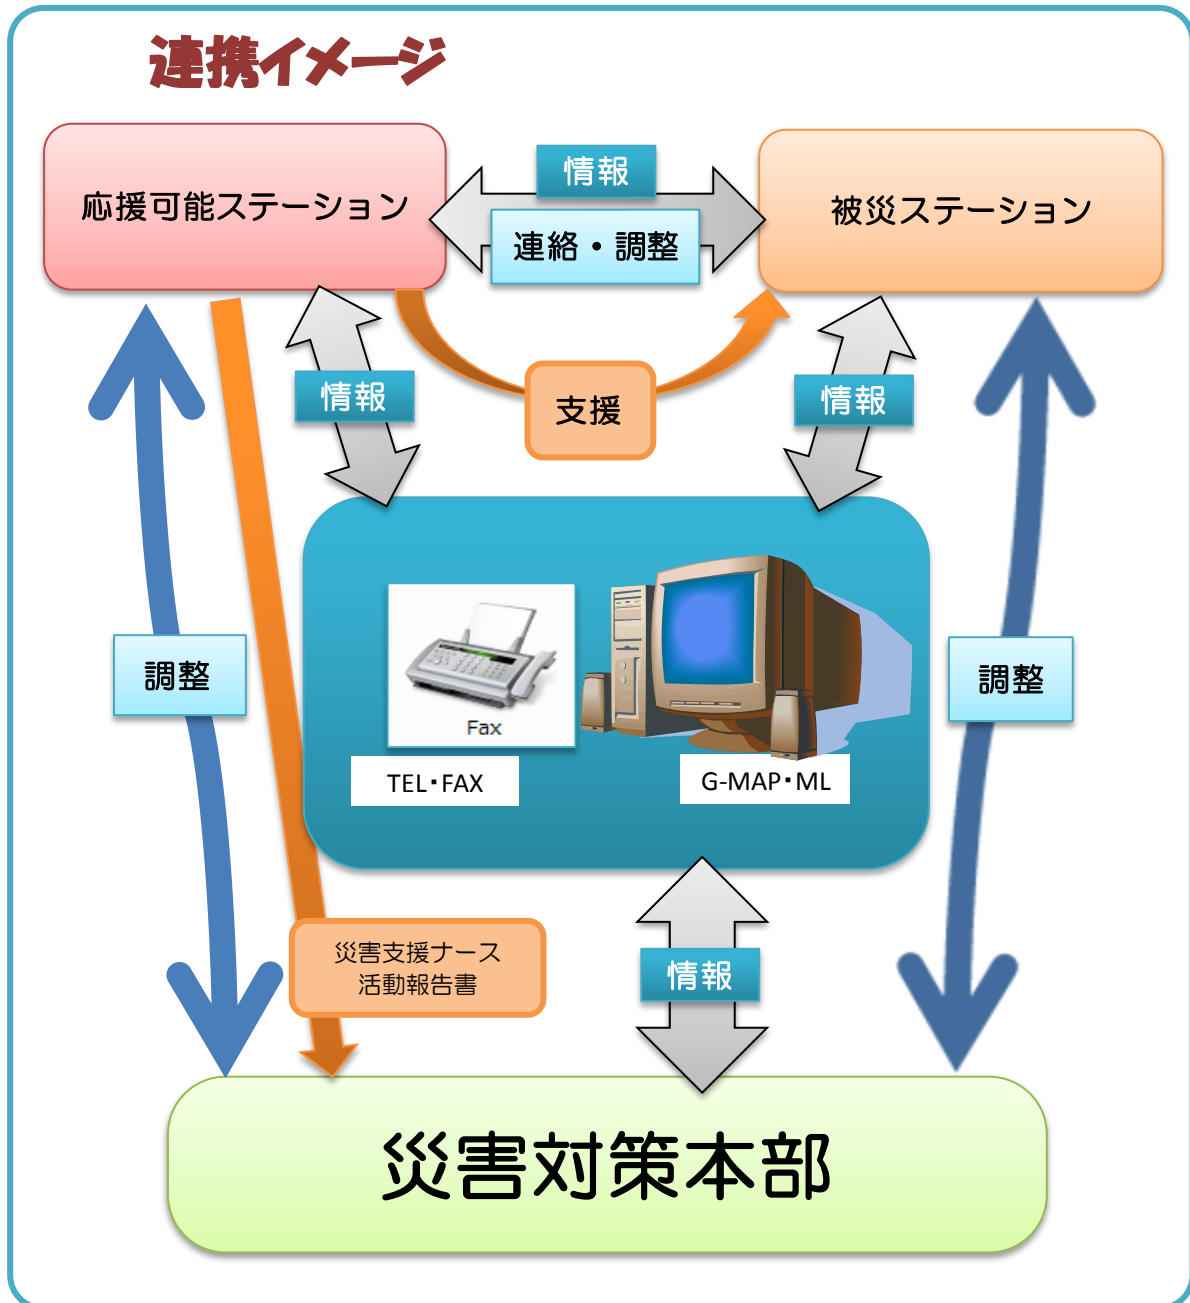 連携イメージ
応援可能ステーション
情報
連絡・調整
被災ステーション
情報
支援
情報
調整
調整
Fax
TEL・FAX
G-MAP・ML
災害支援ナース
活動報告書
情報
災害対策本部